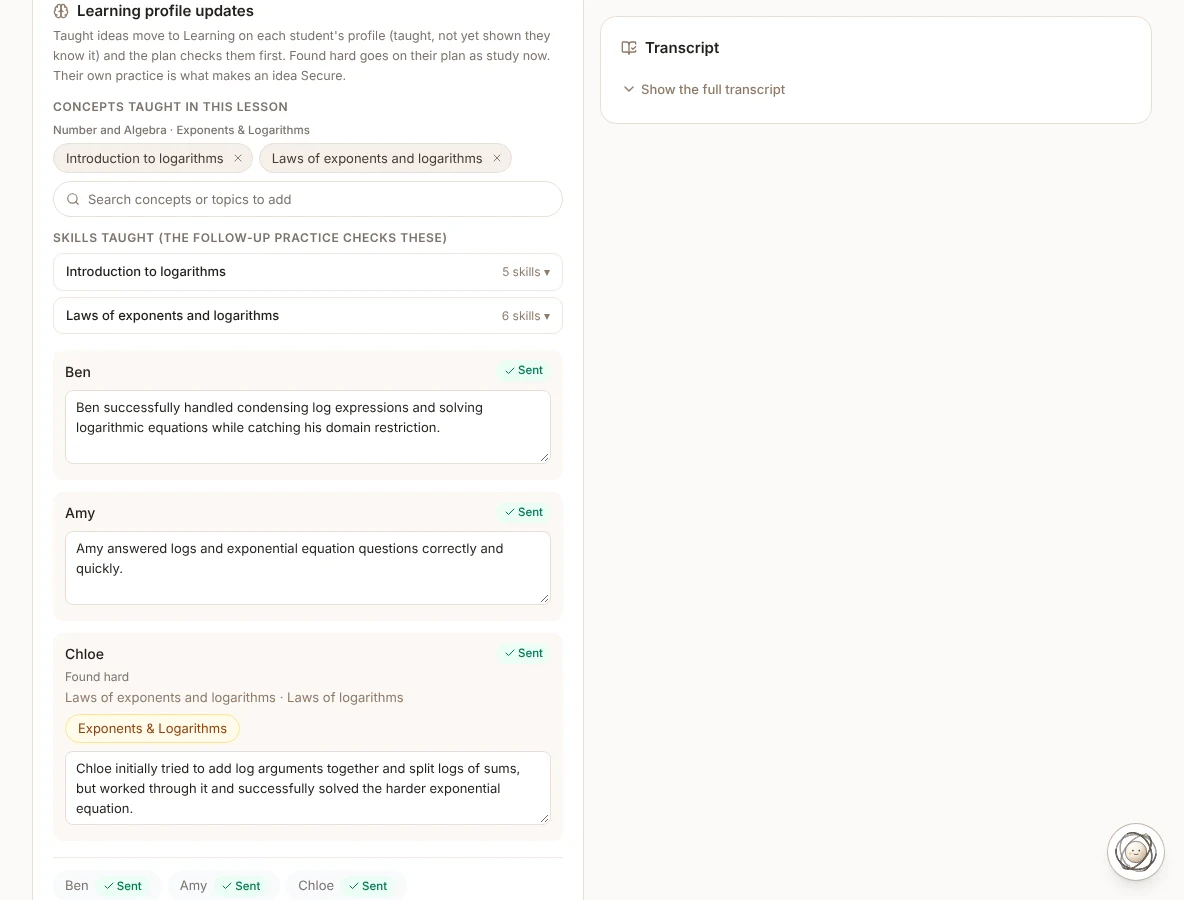 Learning profile updates
Taught ideas move to Learning on each student's profile (taught, not yet shown they
know it) and the plan checks them first. Found hard goes on their plan as study now.
Their own practice is what makes an idea Secure.
CONCEPTS TAUGHT IN THIS LESSON
Number and Algebra · Exponents & Logarithms
Introduction to logarithms ×
Laws of exponents and logarithms ×
Search concepts or topics to add
SKILLS TAUGHT (THE FOLLOW-UP PRACTICE CHECKS THESE)
Introduction to logarithms 5 skills ▾
Laws of exponents and logarithms 6 skills ▾
Ben ✓ Sent
Ben successfully handled condensing log expressions and solving
logarithmic equations while catching his domain restriction.
Amy ✓ Sent
Amy answered logs and exponential equation questions correctly and
quickly.
Chloe ✓ Sent
Found hard
Laws of exponents and logarithms · Laws of logarithms
Exponents & Logarithms
Chloe initially tried to add log arguments together and split logs of sums,
but worked through it and successfully solved the harder exponential
equation.
Ben ✓ Sent Amy ✓ Sent Chloe ✓ Sent
Transcript
Show the full transcript